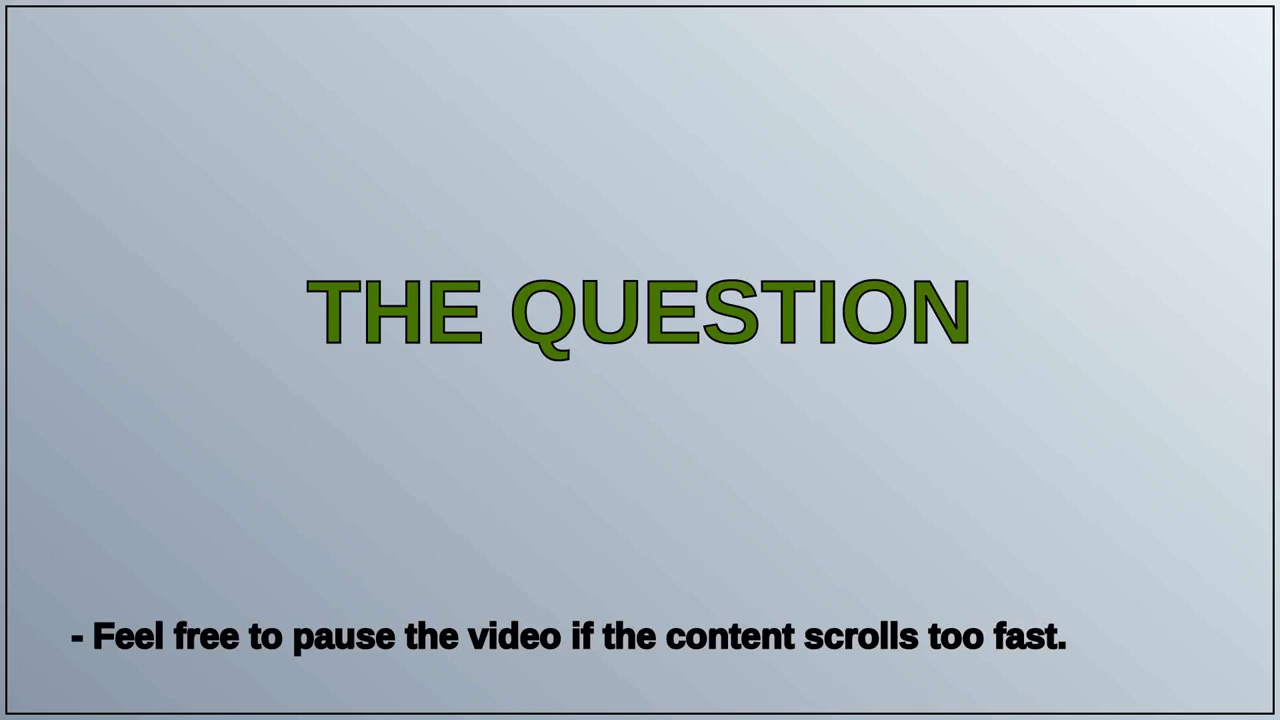 THE QUESTION
- Feel free to pause the video if the content scrolls too fast.